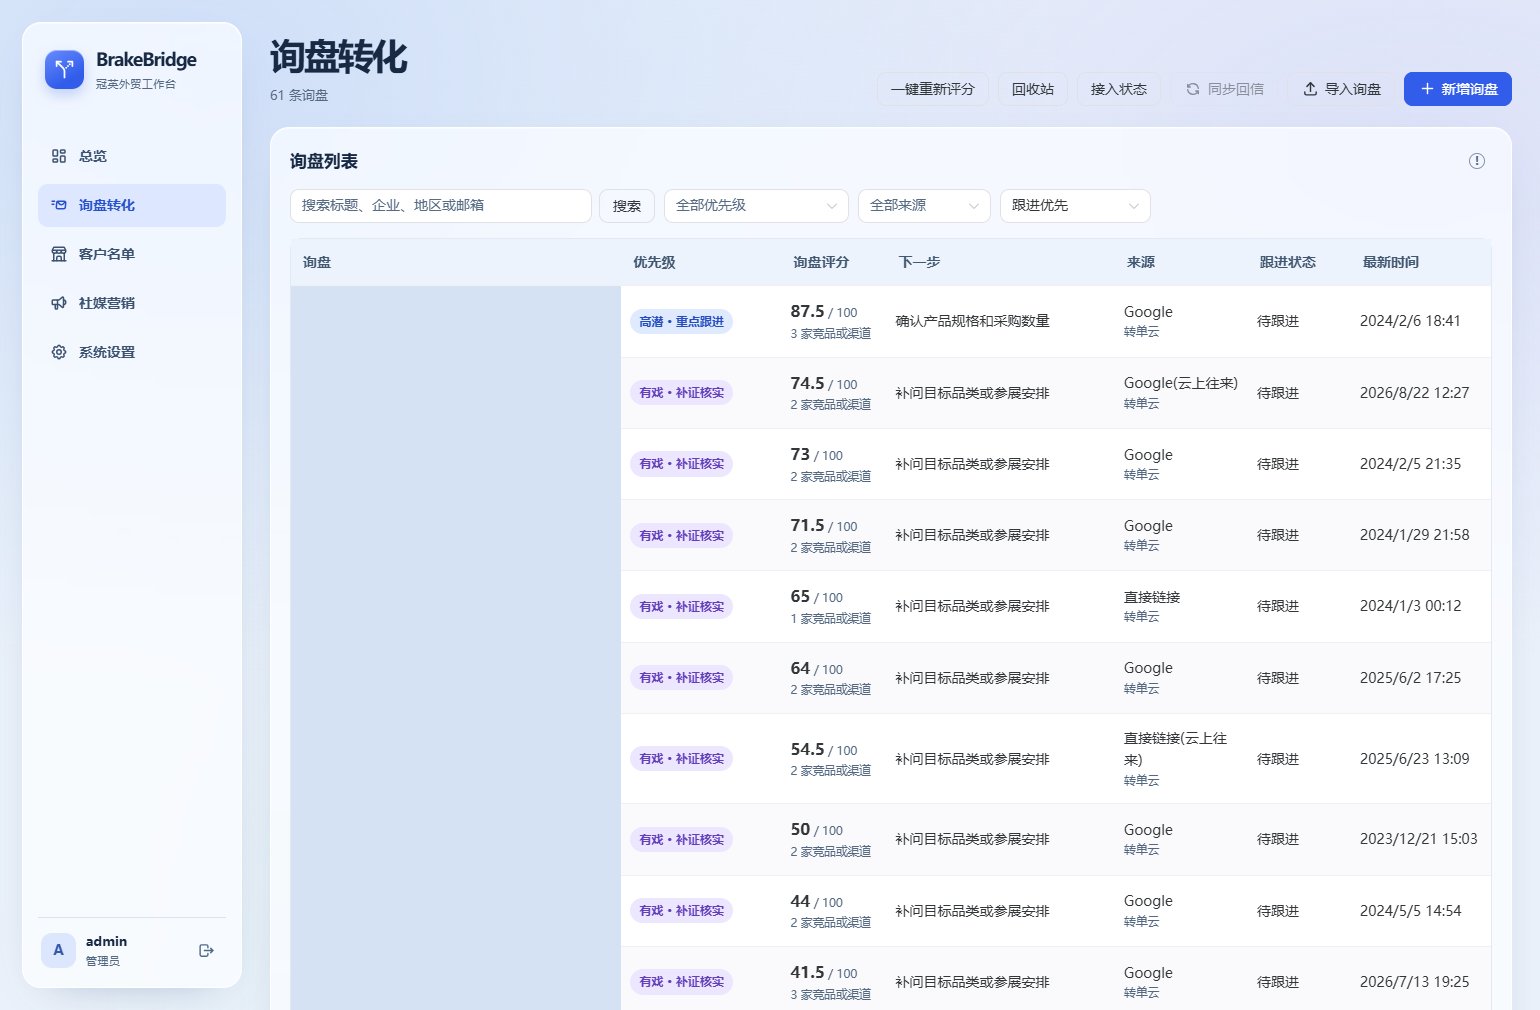 BrakeBridge
冠英外贸工作台
总览
询盘转化
客户名单
社媒营销
系统设置
A
admin
管理员
询盘转化
61 条询盘
一键重新评分
回收站
接入状态
同步回信
导入询盘
新增询盘
询盘列表
搜索标题、企业、地区或邮箱
搜索
全部优先级
全部来源
跟进优先
询盘 优先级 询盘评分 下一步 来源 跟进状态 最新时间
高潜・重点跟进 87.5 / 100 确认产品规格和采购数量 Google 待跟进 2024/2/6 18:41
3 家竞品或渠道 转单云
有戏・补证核实 74.5 / 100 补问目标品类或参展安排 Google(云上往来) 待跟进 2026/8/22 12:27
2 家竞品或渠道 转单云
有戏・补证核实 73 / 100 补问目标品类或参展安排 Google 待跟进 2024/2/5 21:35
2 家竞品或渠道 转单云
有戏・补证核实 71.5 / 100 补问目标品类或参展安排 Google 待跟进 2024/1/29 21:58
2 家竞品或渠道 转单云
有戏・补证核实 65 / 100 补问目标品类或参展安排 直接链接 待跟进 2024/1/3 00:12
1 家竞品或渠道 转单云
有戏・补证核实 64 / 100 补问目标品类或参展安排 Google 待跟进 2025/6/2 17:25
2 家竞品或渠道 转单云
有戏・补证核实 54.5 / 100 补问目标品类或参展安排 直接链接(云上往 待跟进 2025/6/23 13:09
来)
2 家竞品或渠道 转单云
有戏・补证核实 50 / 100 补问目标品类或参展安排 Google 待跟进 2023/12/21 15:03
2 家竞品或渠道 转单云
有戏・补证核实 44 / 100 补问目标品类或参展安排 Google 待跟进 2024/5/5 14:54
2 家竞品或渠道 转单云
有戏・补证核实 41.5 / 100 补问目标品类或参展安排 Google 待跟进 2026/7/13 19:25
3 家竞品或渠道 转单云